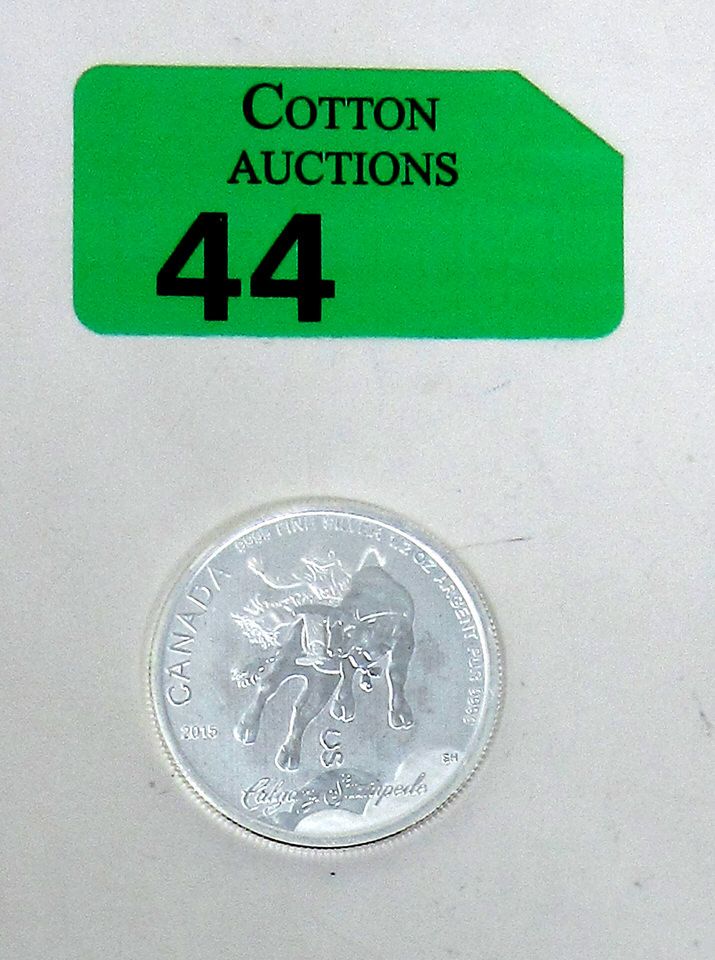 COTTON
AUCTIONS
44
CANADA
9999 FINE SILVER 1/2 OZ ARGENT PUR 9999
2015
CS
SH
Calgary Stampede